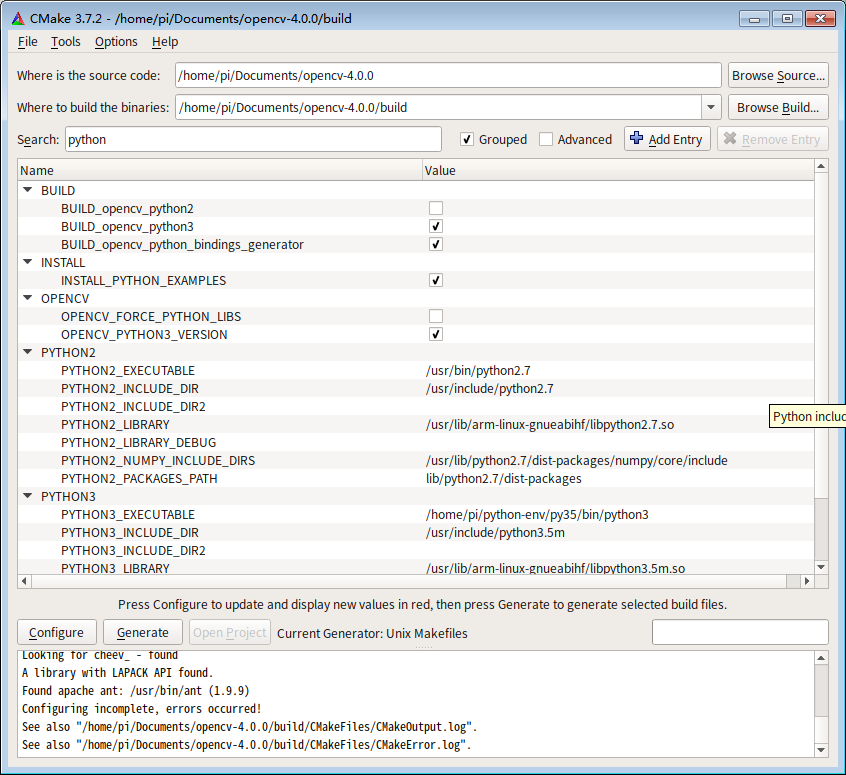 CMake 3.7.2 - /home/pi/Documents/opencv-4.0.0/build
File Tools Options Help
Where is the source code: /home/pi/Documents/opencv-4.0.0 Browse Source...
Where to build the binaries: /home/pi/Documents/opencv-4.0.0/build Browse Build...
Search: python Grouped Advanced Add Entry Remove Entry
Name Value
BUILD
BUILD_opencv_python2
BUILD_opencv_python3
BUILD_opencv_python_bindings_generator
INSTALL
INSTALL_PYTHON_EXAMPLES
OPENCV
OPENCV_FORCE_PYTHON_LIBS
OPENCV_PYTHON3_VERSION
PYTHON2
PYTHON2_EXECUTABLE /usr/bin/python2.7
PYTHON2_INCLUDE_DIR /usr/include/python2.7
PYTHON2_INCLUDE_DIR2
Python includ
PYTHON2_LIBRARY /usr/lib/arm-linux-gnueabihf/libpython2.7.so
PYTHON2_LIBRARY_DEBUG
PYTHON2_NUMPY_INCLUDE_DIRS /usr/lib/python2.7/dist-packages/numpy/core/include
PYTHON2_PACKAGES_PATH lib/python2.7/dist-packages
PYTHON3
PYTHON3_EXECUTABLE /home/pi/python-env/py35/bin/python3
PYTHON3_INCLUDE_DIR /usr/include/python3.5m
PYTHON3_INCLUDE_DIR2
PYTHON3_LIBRARY /usr/lib/arm-linux-gnueabihf/libpython3.5m.so
Press Configure to update and display new values in red, then press Generate to generate selected build files.
Configure Generate Open Project Current Generator: Unix Makefiles
Looking for cheev_ - found
A library with LAPACK API found.
Found apache ant: /usr/bin/ant (1.9.9)
Configuring incomplete, errors occurred!
See also "/home/pi/Documents/opencv-4.0.0/build/CMakeFiles/CMakeOutput.log".
See also "/home/pi/Documents/opencv-4.0.0/build/CMakeFiles/CMakeError.log".